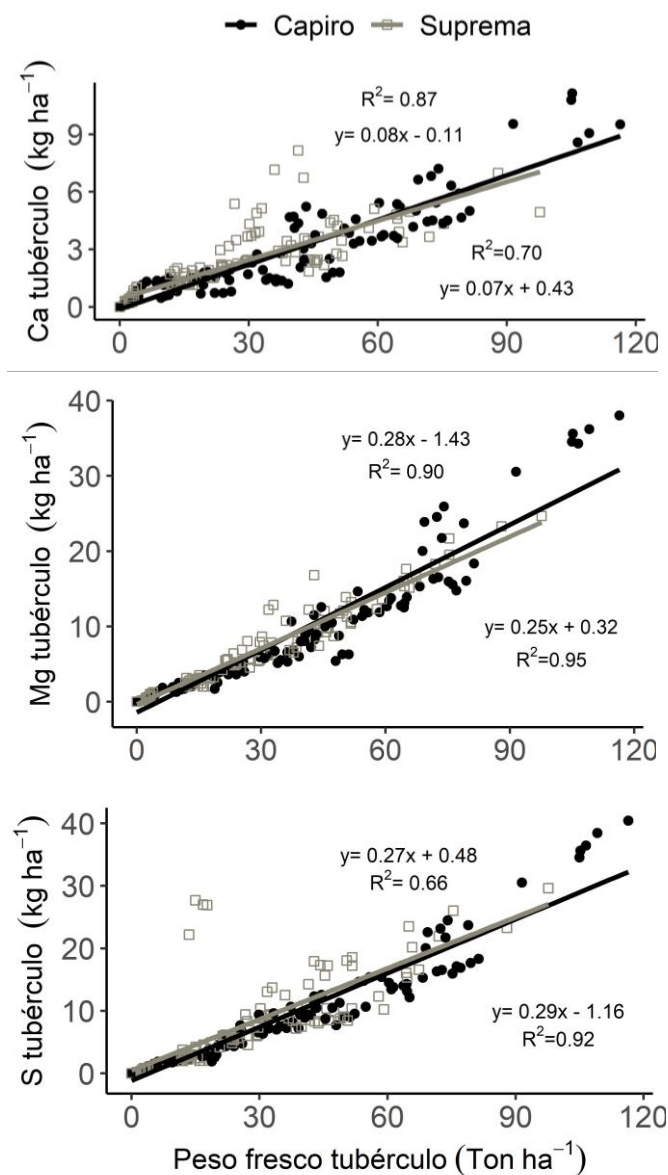 Capiro Suprema
Ca tubérculo (kg ha⁻¹)
9
6
3
0
R²= 0.87
y= 0.08x - 0.11
R²=0.70
y= 0.07x + 0.43
0 30 60 90 120
Mg tubérculo (kg ha⁻¹)
40
30
20
10
0
y= 0.28x - 1.43
R²= 0.90
y= 0.25x + 0.32
R²=0.95
0 30 60 90 120
S tubérculo (kg ha⁻¹)
40
30
20
10
0
y= 0.27x + 0.48
R²= 0.66
y= 0.29x - 1.16
R²=0.92
0 30 60 90 120
Peso fresco tubérculo (Ton ha⁻¹)